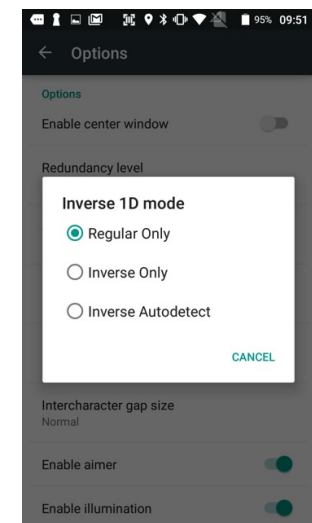 95% 09:51
Options
Options
Enable center window
Redundancy level
Inverse 1D mode
Regular Only
Inverse Only
Inverse Autodetect
CANCEL
Intercharacter gap size
Normal
Enable aimer
Enable illumination